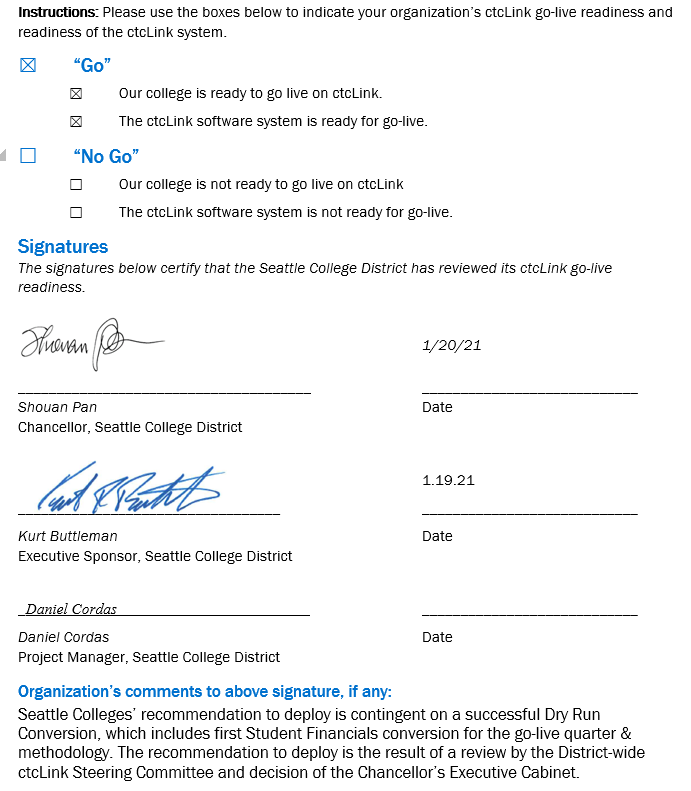 Instructions: Please use the boxes below to indicate your organization's ctcLink go-live readiness and
readiness of the ctcLink system.
☒ “Go”
☒ Our college is ready to go live on ctcLink.
☒ The ctcLink software system is ready for go-live.
☐ “No Go”
☐ Our college is not ready to go live on ctcLink
☐ The ctcLink software system is not ready for go-live.
Signatures
The signatures below certify that the Seattle College District has reviewed its ctcLink go-live
readiness.
Shouan Pan 1/20/21
Shouan Pan Date
Chancellor, Seattle College District
Kurt R Buttleman 1.19.21
Kurt Buttleman Date
Executive Sponsor, Seattle College District
Daniel Cordas
Daniel Cordas Date
Project Manager, Seattle College District
Organization's comments to above signature, if any:
Seattle Colleges' recommendation to deploy is contingent on a successful Dry Run
Conversion, which includes first Student Financials conversion for the go-live quarter &
methodology. The recommendation to deploy is the result of a review by the District-wide
ctcLink Steering Committee and decision of the Chancellor's Executive Cabinet.